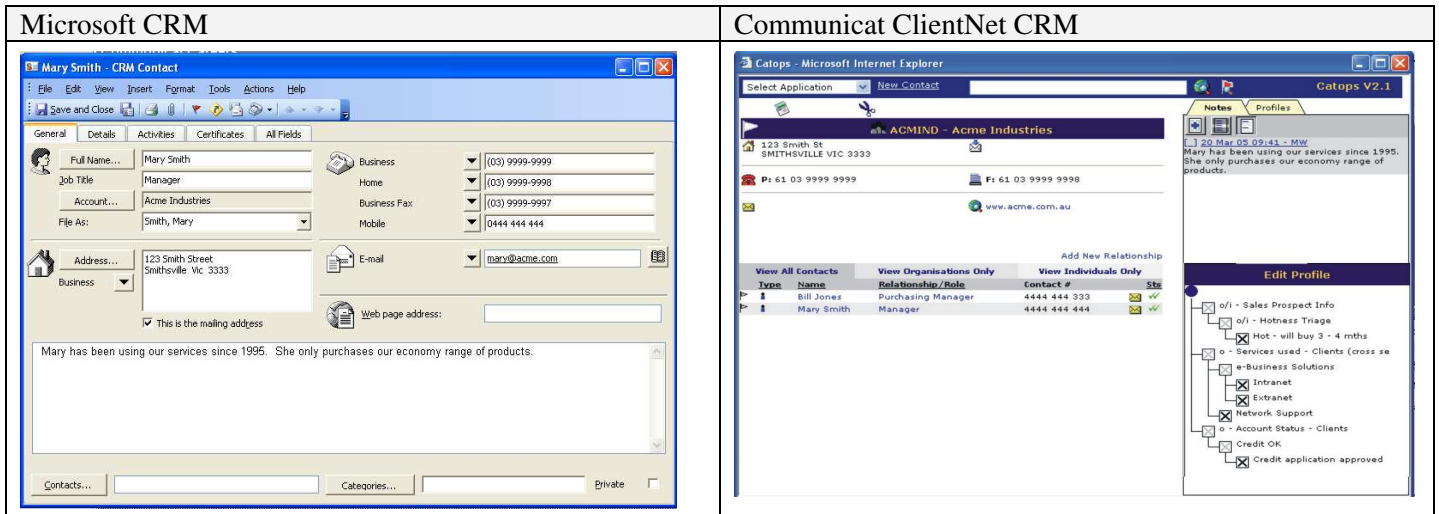 Microsoft CRM
Communicat ClientNet CRM
Mary Smith - CRM Contact
File Edit View Insert Format Tools Actions Help
Save and Close
General Details Activities Certificates All Fields
Full Name... Mary Smith
Job Title Manager
Account... Acme Industries
File As: Smith, Mary
Business (03) 9999-9999
Home (03) 9999-9998
Business Fax (03) 9999-9997
Mobile 0444 444 444
Address... 123 Smith Street
Smithsville Vic 3333
Business
This is the mailing address
E-mail mary@acme.com
Web page address:
Mary has been using our services since 1995. She only purchases our economy range of products.
Contacts... Categories... Private
Catops - Microsoft Internet Explorer
Select Application New Contact Catops V2.1
ACMIND - Acme Industries
123 Smith St
SMITHSVILLE VIC 3333
P: 61 03 9999 9999 F: 61 03 9999 9998
www.acme.com.au
Add New Relationship
View All Contacts View Organisations Only View Individuals Only
Type Name Relationship/Role Contact # Sts
Bill Jones Purchasing Manager 4444 444 333
Mary Smith Manager 4444 444 444
Notes Profiles
[_] 20 Mar 05 09:41 - MW
Mary has been using our services since 1995.
She only purchases our economy range of
products.
Edit Profile
o/i - Sales Prospect Info
o/i - Hotness Triage
Hot - will buy 3 - 4 mths
o - Services used - Clients (cross se
e-Business Solutions
Intranet
Extranet
Network Support
o - Account Status - Clients
Credit OK
Credit application approved